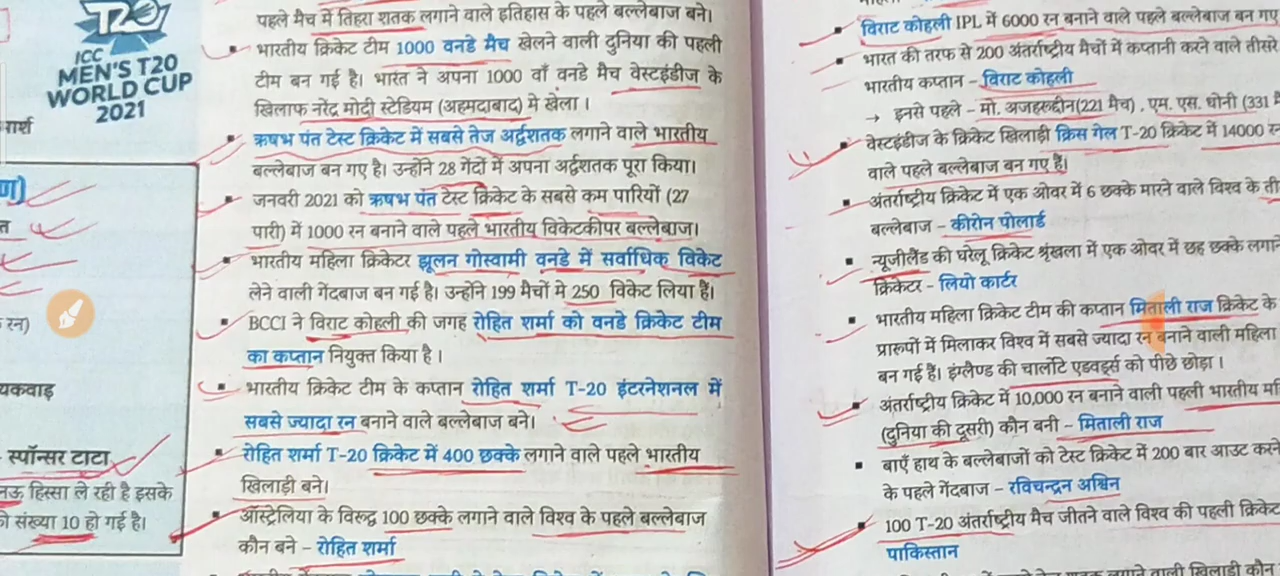 T20
ICC
MEN'S T20
WORLD CUP
2021
गार्श
स्पॉन्सर टाटा
हिस्सा ले रही है इसके
संख्या 10 हो गई है।
पहले मैच में तिहरा शतक लगाने वाले इतिहास के पहले बल्लेबाज बने।
▪ भारतीय क्रिकेट टीम 1000 वनडे मैच खेलने वाली दुनिया की पहली
टीम बन गई है। भारत ने अपना 1000 वाँ वनडे मैच वेस्टइंडीज के
खिलाफ नरेंद्र मोदी स्टेडियम (अहमदाबाद) मे खेला ।
▪ ऋषभ पंत टेस्ट क्रिकेट में सबसे तेज अर्द्धशतक लगाने वाले भारतीय
बल्लेबाज बन गए है। उन्होंने 28 गेंदों में अपना अर्द्धशतक पूरा किया।
▪ जनवरी 2021 को ऋषभ पंत टेस्ट क्रिकेट के सबसे कम पारियों (27
पारी) में 1000 रन बनाने वाले पहले भारतीय विकेटकीपर बल्लेबाज।
▪ भारतीय महिला क्रिकेटर झूलन गोस्वामी वनडे में सर्वाधिक विकेट
लेने वाली गेंदबाज बन गई है। उन्होंने 199 मैचों मे 250 विकेट लिया हैं।
▪ BCCI ने विराट कोहली की जगह रोहित शर्मा को वनडे क्रिकेट टीम
का कप्तान नियुक्त किया है ।
▪ भारतीय क्रिकेट टीम के कप्तान रोहित शर्मा T-20 इंटरनेशनल में
सबसे ज्यादा रन बनाने वाले बल्लेबाज बने।
▪ रोहित शर्मा T-20 क्रिकेट में 400 छक्के लगाने वाले पहले भारतीय
खिलाड़ी बने।
▪ ऑस्ट्रेलिया के विरुद्ध 100 छक्के लगाने वाले विश्व के पहले बल्लेबाज
कौन बने – रोहित शर्मा
▪ विराट कोहली IPL में 6000 रन बनाने वाले पहले बल्लेबाज बन गए
▪ भारत की तरफ से 200 अंतर्राष्ट्रीय मैचों में कप्तानी करने वाले तीसरे
भारतीय कप्तान – विराट कोहली
→ इनसे पहले – मो. अजहरुद्दीन(221 मैच) , एम. एस. धोनी (331
▪ वेस्टइंडीज के क्रिकेट खिलाड़ी क्रिस गेल T-20 क्रिकेट में 14000
वाले पहले बल्लेबाज बन गए हैं।
▪ अंतर्राष्ट्रीय क्रिकेट में एक ओवर में 6 छक्के मारने वाले विश्व के
बल्लेबाज – कीरोन पोलार्ड
▪ न्यूजीलैंड की घरेलू क्रिकेट श्रृंखला में एक ओवर में छह छक्के लगाने
क्रिकेटर - लियो कार्टर
▪ भारतीय महिला क्रिकेट टीम की कप्तान मिताली राज क्रिकेट के
प्रारुपों में मिलाकर विश्व में सबसे ज्यादा रन बनाने वाली महिला
बन गई है। इंग्लैण्ड की चार्लोट एडवर्ड्स को पीछे छोड़ा ।
▪ अंतर्राष्ट्रीय क्रिकेट में 10,000 रन बनाने वाली पहली भारतीय
(दुनिया की दूसरी) कौन बनी – मिताली राज
▪ बाएँ हाथ के बल्लेबाजों को टेस्ट क्रिकेट में 200 बार आउट करने
के पहले गेंदबाज – रविचन्द्रन अश्विन
▪ 100 T-20 अंतर्राष्ट्रीय मैच जीतने वाले विश्व की पहली क्रिकेट
पाकिस्तान